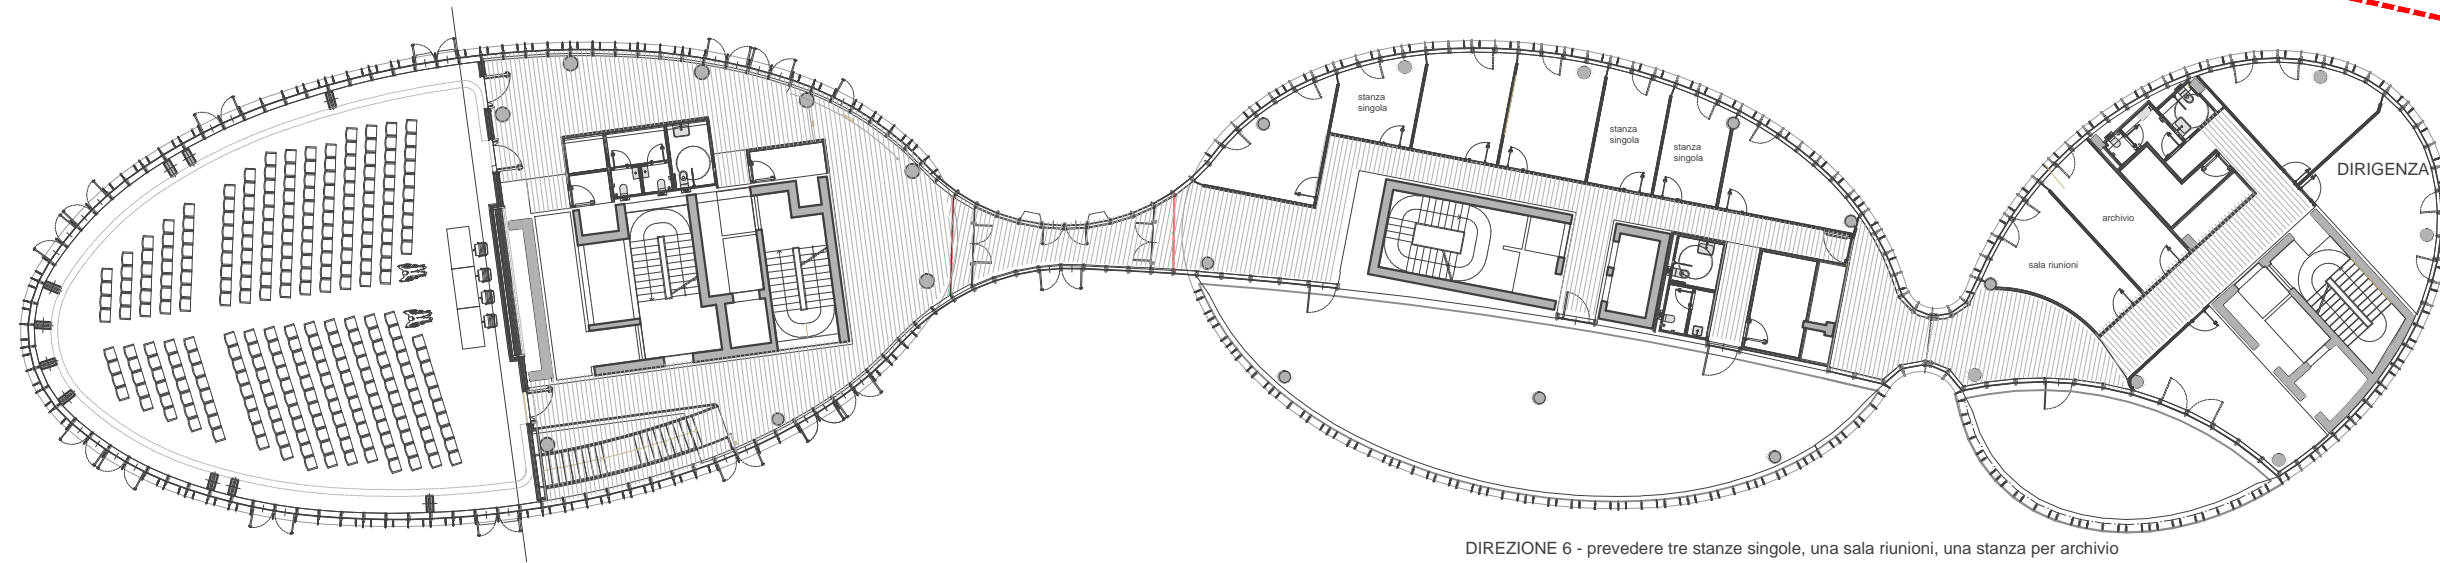 stanza
singola
stanza
singola
stanza
singola
DIRIGENZA
archivio
sala riunioni
DIREZIONE 6 - prevedere tre stanze singole, una sala riunioni, una stanza per archivio